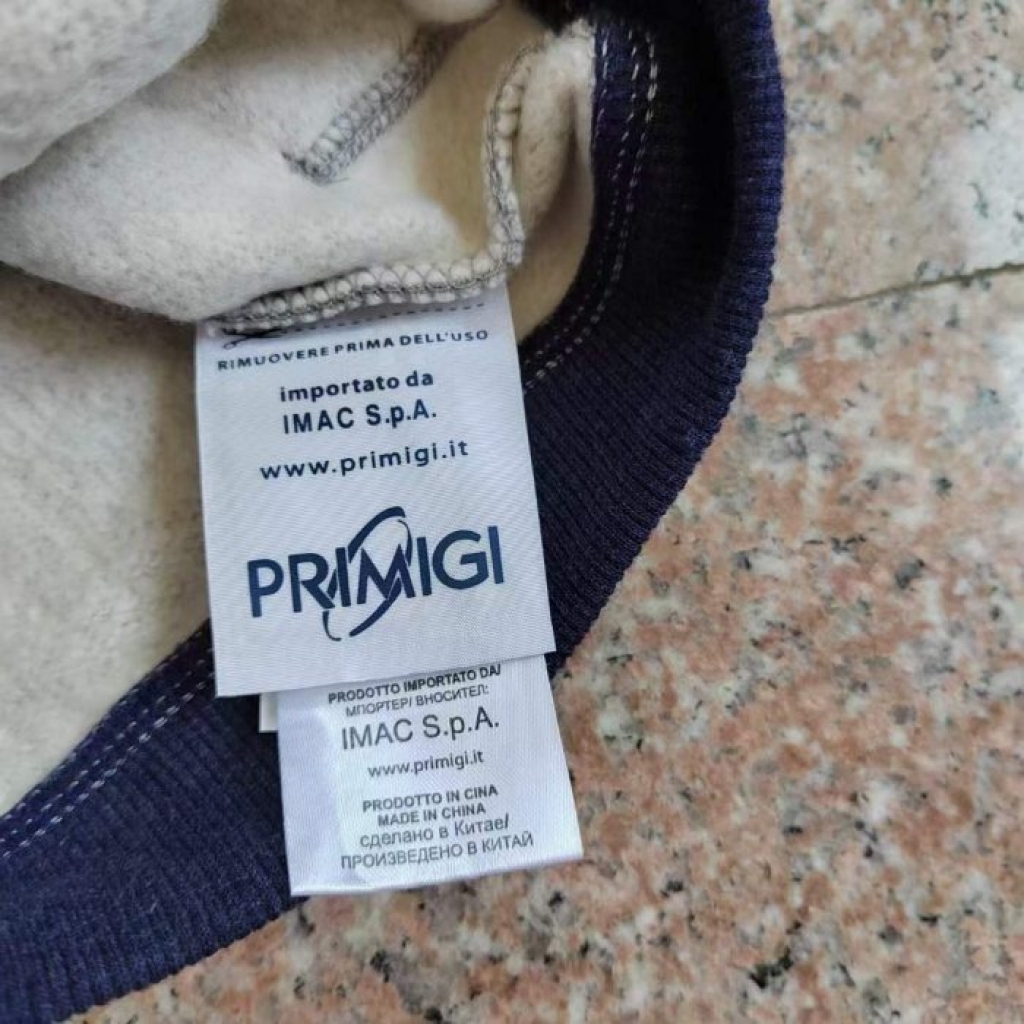 RIMUOVERE PRIMA DELL'USO
importato da
IMAC S.p.A.
www.primigi.it
PRIMIGI
PRODOTTO IMPORTATO DA/
МПОРТЕР/ ВНОСИТЕЛ:
IMAC S.p.A.
www.primigi.it
PRODOTTO IN CINA
MADE IN CHINA
сделано в Китае/
ПРОИЗВЕДЕНО В КИТАЙ